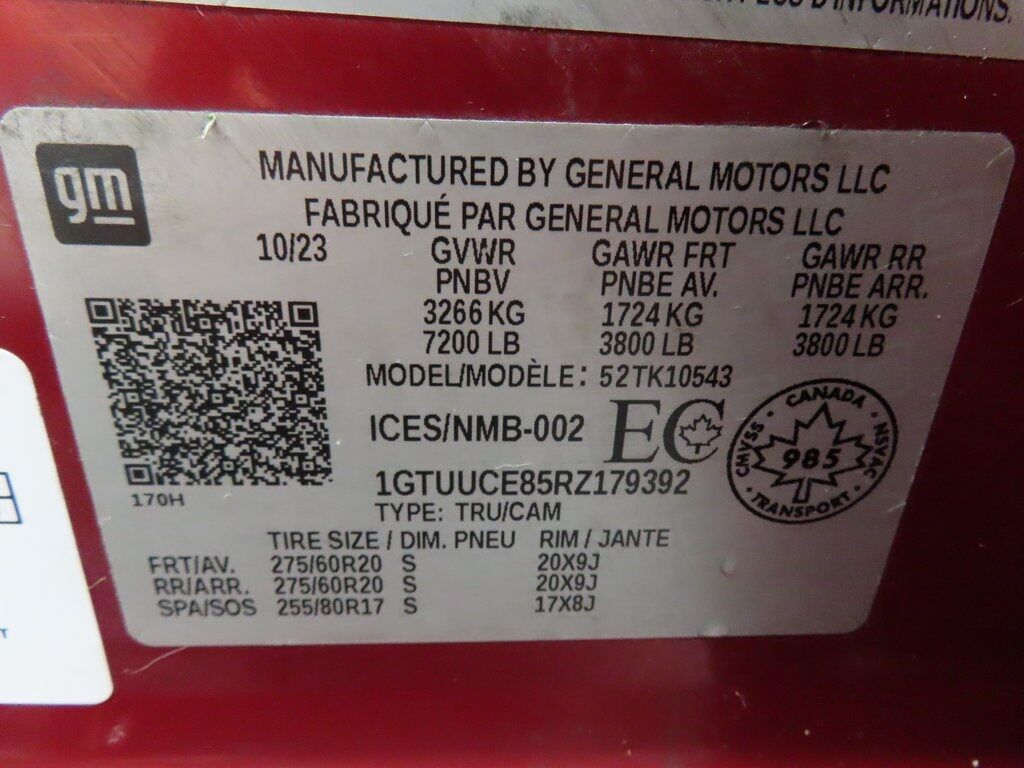 PLUS D'INFORMATIONS.
gm
MANUFACTURED BY GENERAL MOTORS LLC
FABRIQUÉ PAR GENERAL MOTORS LLC
10/23 GVWR GAWR FRT GAWR RR
PNBV PNBE AV. PNBE ARR.
3266 KG 1724 KG 1724 KG
7200 LB 3800 LB 3800 LB
MODEL/MODÈLE: 52TK10543
ICES/NMB-002 EC
CANADA
CMVSS 985 NSVAC
TRANSPORT
1GTUUCE85RZ179392
170H
TYPE: TRU/CAM
TIRE SIZE / DIM. PNEU RIM / JANTE
FRT/AV. 275/60R20 S 20X9J
RR/ARR. 275/60R20 S 20X9J
SPA/SOS 255/80R17 S 17X8J